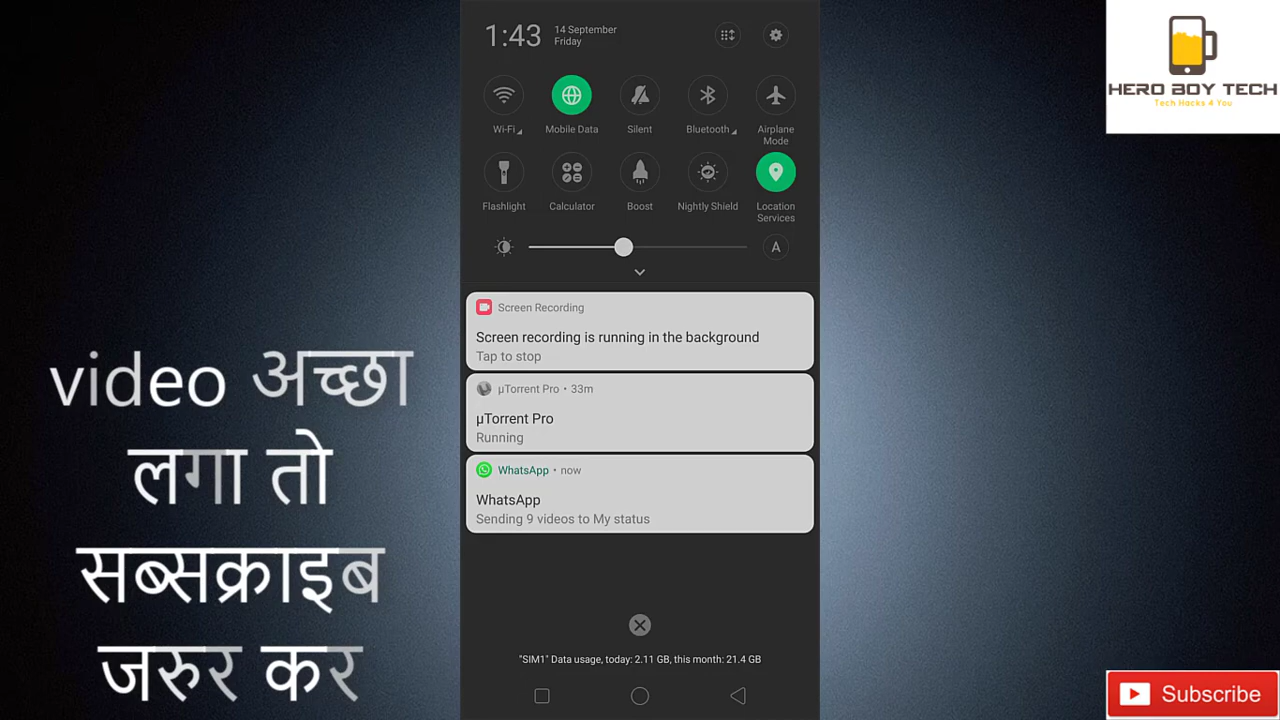 1:43
14 September
Friday
Wi-Fi
Mobile Data
Silent
Bluetooth
Airplane
Mode
Flashlight
Calculator
Boost
Nightly Shield
Location
Services
A
Screen Recording
Screen recording is running in the background
Tap to stop
µTorrent Pro • 33m
µTorrent Pro
Running
WhatsApp • now
WhatsApp
Sending 9 videos to My status
"SIM1" Data usage, today: 2.11 GB, this month: 21.4 GB
video अच्छा
लगा तो
सब्सक्राइब
जरुर कर
HERO BOY TECH
Tech Hacks 4 You
Subscribe